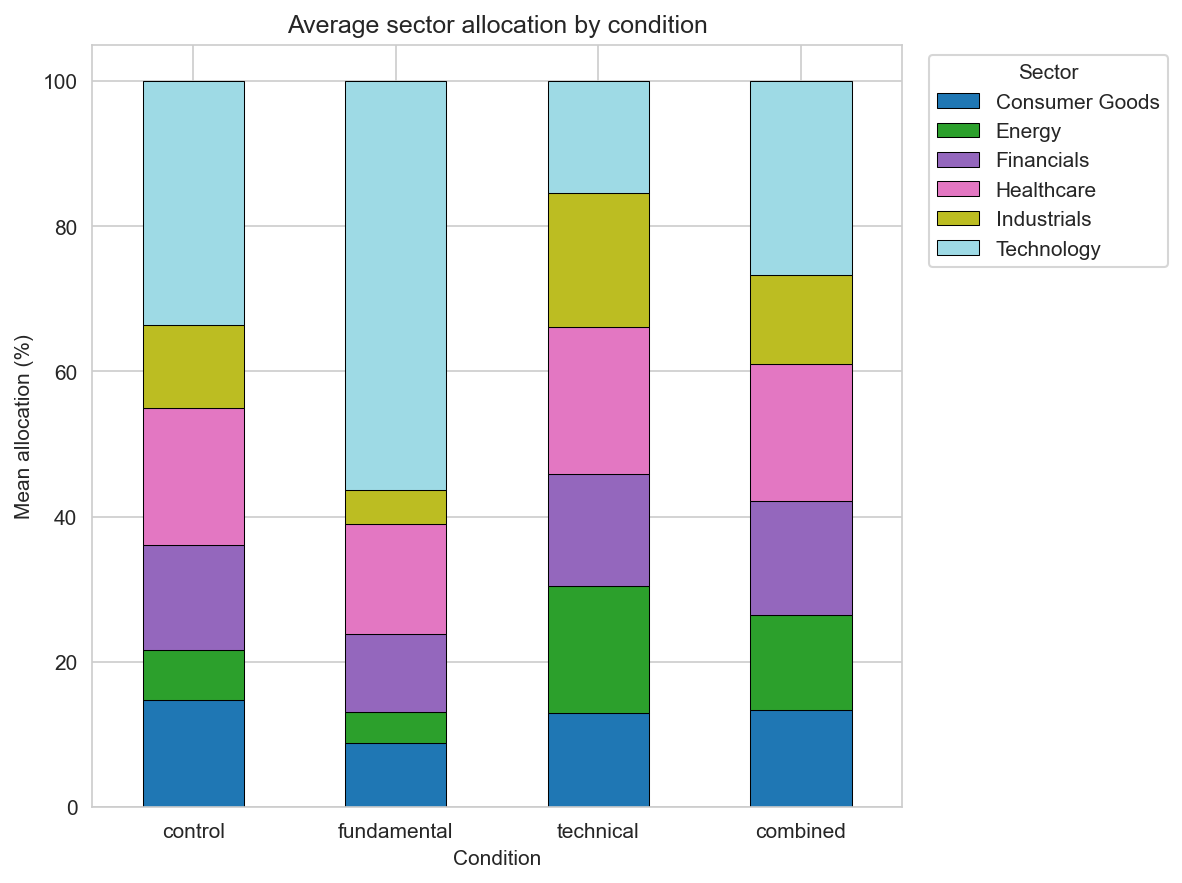 Average sector allocation by condition
Sector
Consumer Goods
Energy
Financials
Healthcare
Industrials
Technology
Mean allocation (%)
100
80
60
40
20
0
control
fundamental
technical
combined
Condition